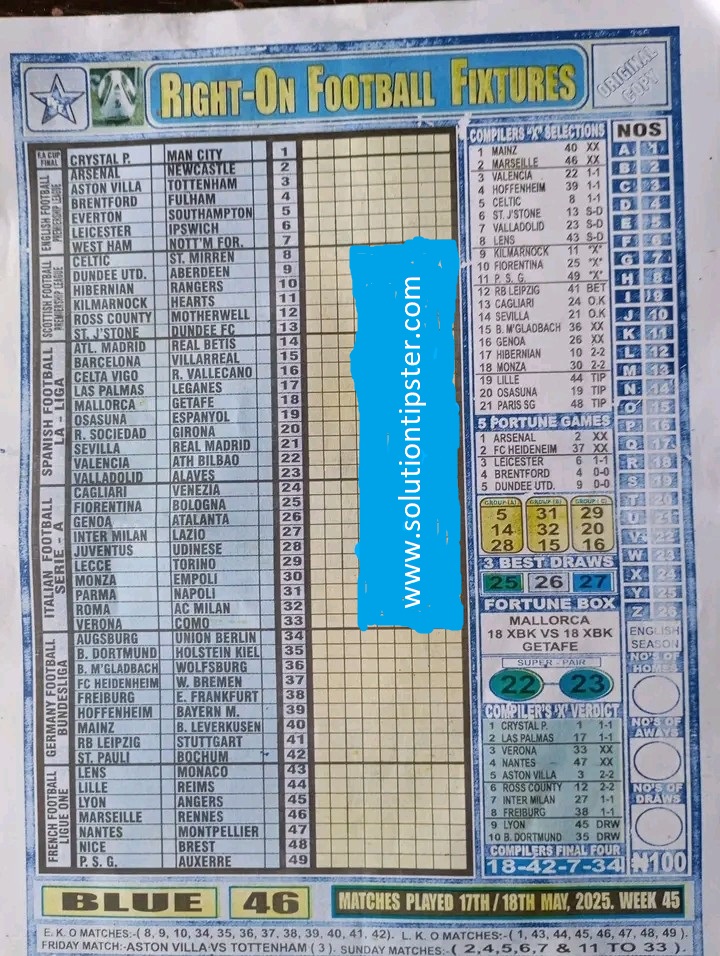 RIGHT-ON FOOTBALL FIXTURES
ORIGINAL COPY
F.A CUP FINAL
CRYSTAL P. MAN CITY 1
ENGLISH FOOTBALL PREMIERSHIP LEAGUE
ARSENAL NEWCASTLE 2
ASTON VILLA TOTTENHAM 3
BRENTFORD FULHAM 4
EVERTON SOUTHAMPTON 5
LEICESTER IPSWICH 6
WEST HAM NOTT'M FOR. 7
SCOTTISH FOOTBALL PREMIERSHIP LEAGUE
CELTIC ST. MIRREN 8
DUNDEE UTD. ABERDEEN 9
HIBERNIAN RANGERS 10
KILMARNOCK HEARTS 11
ROSS COUNTY MOTHERWELL 12
ST. J'STONE DUNDEE FC 13
SPANISH FOOTBALL LA - LIGA
ATL. MADRID REAL BETIS 14
BARCELONA VILLARREAL 15
CELTA VIGO R. VALLECANO 16
LAS PALMAS LEGANES 17
MALLORCA GETAFE 18
OSASUNA ESPANYOL 19
R. SOCIEDAD GIRONA 20
SEVILLA REAL MADRID 21
VALENCIA ATH BILBAO 22
VALLADOLID ALAVES 23
ITALIAN FOOTBALL SERIE - A
CAGLIARI VENEZIA 24
FIORENTINA BOLOGNA 25
GENOA ATALANTA 26
INTER MILAN LAZIO 27
JUVENTUS UDINESE 28
LECCE TORINO 29
MONZA EMPOLI 30
PARMA NAPOLI 31
ROMA AC MILAN 32
VERONA COMO 33
GERMANY FOOTBALL BUNDESLIGA
AUGSBURG UNION BERLIN 34
B. DORTMUND HOLSTEIN KIEL 35
B. M'GLADBACH WOLFSBURG 36
FC HEIDENHEIM W. BREMEN 37
FREIBURG E. FRANKFURT 38
HOFFENHEIM BAYERN M. 39
MAINZ B. LEVERKUSEN 40
RB LEIPZIG STUTTGART 41
ST. PAULI BOCHUM 42
FRENCH FOOTBALL LIGUE ONE
LENS MONACO 43
LILLE REIMS 44
LYON ANGERS 45
MARSEILLE RENNES 46
NANTES MONTPELLIER 47
NICE BREST 48
P. S. G. AUXERRE 49
www.solutiontipster.com
COMPILERS "X" SELECTIONS
1 MAINZ 40 XX
2 MARSEILLE 46 XX
3 VALENCIA 22 1-1
4 HOFFENHEIM 39 1-1
5 CELTIC 8 1-1
6 ST. J'STONE 13 S-D
7 VALLADOLID 23 S-D
8 LENS 43 S-D
9 KILMARNOCK 11 "X"
10 FIORENTINA 25 "X"
11 P. S. G. 49 "X"
12 RB LEIPZIG 41 BET
13 CAGLIARI 24 O.K
14 SEVILLA 21 O.K
15 B. M'GLADBACH 36 XX
16 GENOA 26 XX
17 HIBERNIAN 10 2-2
18 MONZA 30 2-2
19 LILLE 44 TIP
20 OSASUNA 19 TIP
21 PARIS SG 48 TIP
5 FORTUNE GAMES
1 ARSENAL 2 XX
2 FC HEIDENEIM 37 XX
3 LEICESTER 6 1-1
4 BRENTFORD 4 0-0
5 DUNDEE UTD. 9 0-0
GROUP (A) GROUP (B) GROUP (C)
5 31 29
14 32 20
28 15 16
3 BEST DRAWS
25 26 27
FORTUNE BOX
MALLORCA
18 XBK VS 18 XBK
GETAFE
SUPER - PAIR
22 23
COMPILER'S 'X' VERDICT
1 CRYSTAL P. 1 1-1
2 LAS PALMAS 17 1-1
3 VERONA 33 XX
4 NANTES 47 XX
5 ASTON VILLA 3 2-2
6 ROSS COUNTY 12 2-2
7 INTER MILAN 27 1-1
8 FREIBURG 38 1-1
9 LYON 45 DRW
10 B. DORTMUND 35 DRW
COMPILERS FINAL FOUR
18-42-7-34
NOS
A 1
B 2
C 3
D 4
E 5
F 6
G 7
H 8
I 9
J 10
K 11
L 12
M 13
N 14
O 15
P 16
Q 17
R 18
S 19
T 20
U 21
V 22
W 23
X 24
Y 25
Z 26
ENGLISH SEASON
NO'S OF HOMES
NO'S OF AWAYS
NO'S OF DRAWS
₦100
BLUE 46 MATCHES PLAYED 17TH / 18TH MAY, 2025. WEEK 45
E. K. O MATCHES:-( 8, 9, 10, 34, 35, 36, 37, 38, 39, 40, 41, 42). L. K. O MATCHES:-( 1, 43, 44, 45, 46, 47, 48, 49 ).
FRIDAY MATCH:-ASTON VILLA VS TOTTENHAM ( 3 ). SUNDAY MATCHES:-( 2,4,5,6,7 & 11 TO 33 ).